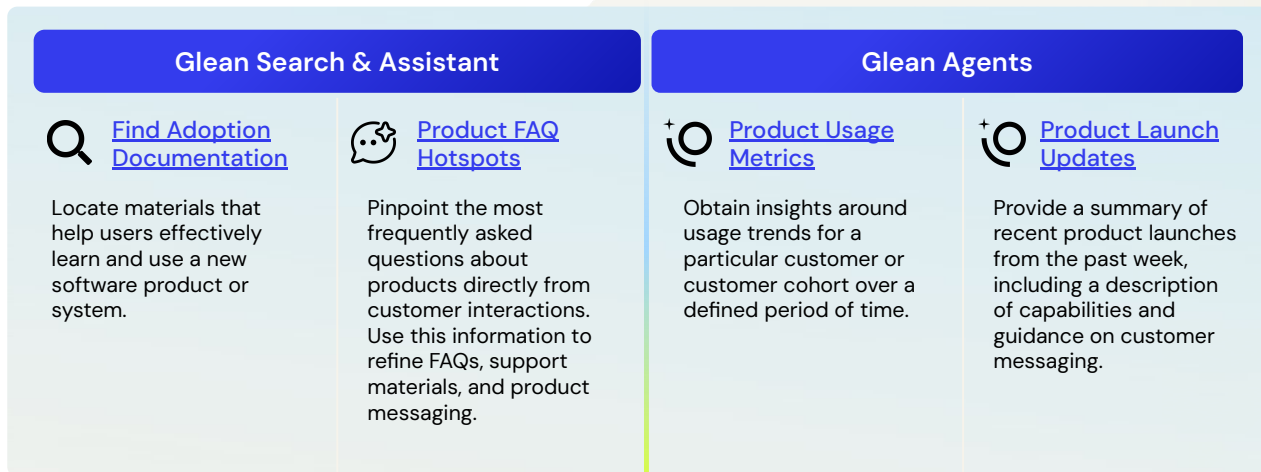 Glean Search & Assistant
Find Adoption
Documentation
Locate materials that
help users effectively
learn and use a new
software product or
system.
Product FAQ
Hotspots
Pinpoint the most
frequently asked
questions about
products directly from
customer interactions.
Use this information to
refine FAQs, support
materials, and product
messaging.
Glean Agents
Product Usage
Metrics
Obtain insights around
usage trends for a
particular customer or
customer cohort over a
defined period of time.
Product Launch
Updates
Provide a summary of
recent product launches
from the past week,
including a description
of capabilities and
guidance on customer
messaging.